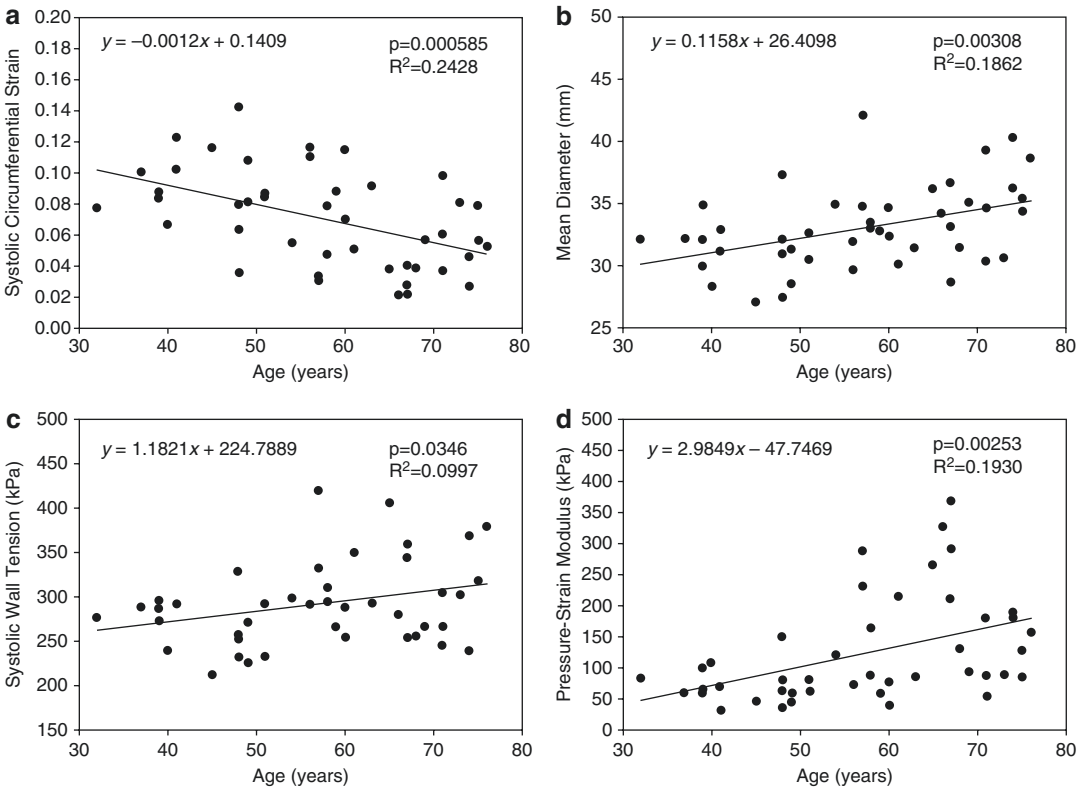 a
y = −0.0012x + 0.1409
p=0.000585
R²=0.2428
Systolic Circumferential Strain
0.20
0.18
0.16
0.14
0.12
0.10
0.08
0.06
0.04
0.02
0.00
30 40 50 60 70 80
Age (years)
b
y = 0.1158x + 26.4098
p=0.00308
R²=0.1862
Mean Diameter (mm)
50
45
40
35
30
25
30 40 50 60 70 80
Age (years)
c
y = 1.1821x + 224.7889
p=0.0346
R²=0.0997
Systolic Wall Tension (kPa)
500
450
400
350
300
250
200
150
30 40 50 60 70 80
Age (years)
d
y = 2.9849x − 47.7469
p=0.00253
R²=0.1930
Pressure-Strain Modulus (kPa)
500
450
400
350
300
250
200
150
100
50
0
30 40 50 60 70 80
Age (years)